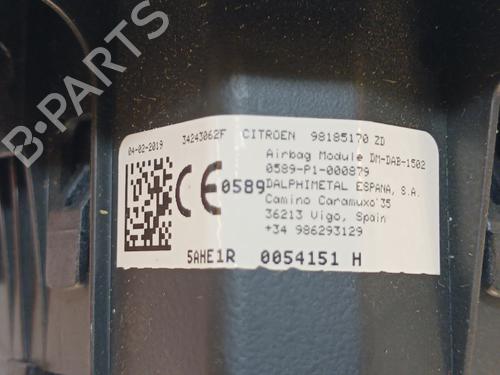 04-02-2019 34243062F CITROEN 98185170 ZD
Airbag Module DM-DAB-1502
0589-P1-000879
CE 0589 DALPHIMETAL ESPANA, S.A.
Camino Caramuxo 35
36213 Vigo, Spain
+34 986293129
5AHE1R 0054151 H